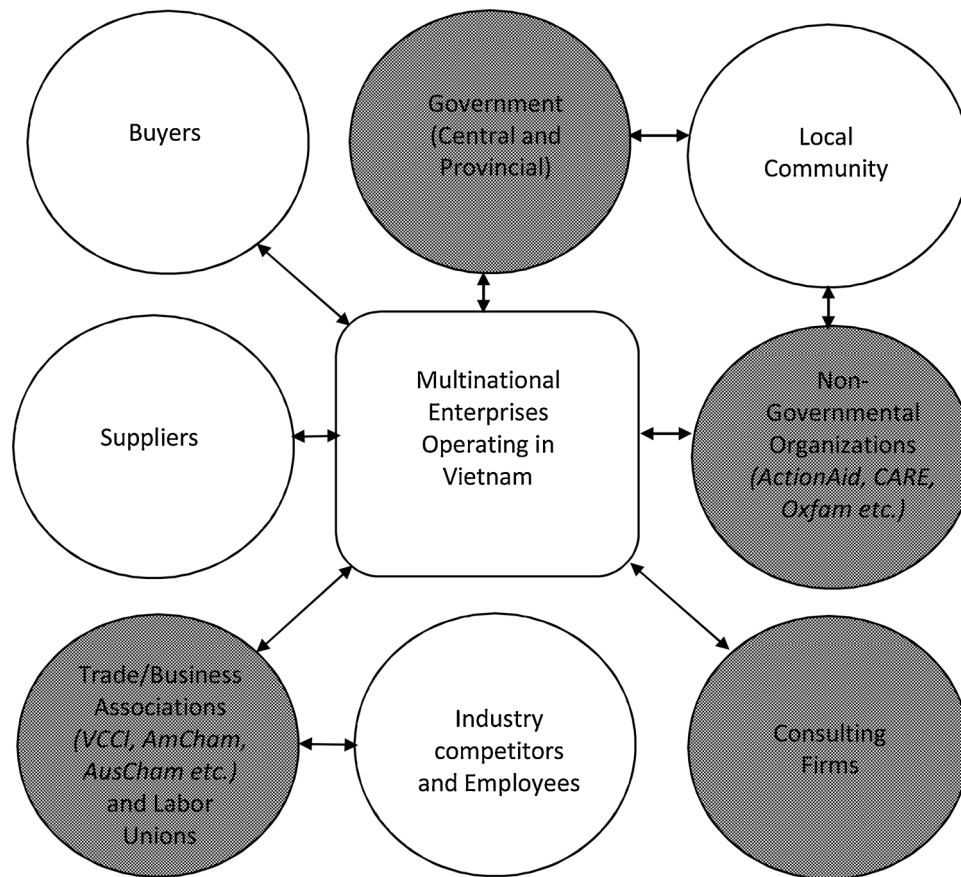 Buyers
Government
(Central and
Provincial)
Local
Community
Suppliers
Multinational
Enterprises
Operating in
Vietnam
Non-
Governmental
Organizations
(ActionAid, CARE,
Oxfam etc.)
Trade/Business
Associations
(VCCI, AmCham,
AusCham etc.)
and Labor
Unions
Industry
competitors
and Employees
Consulting
Firms